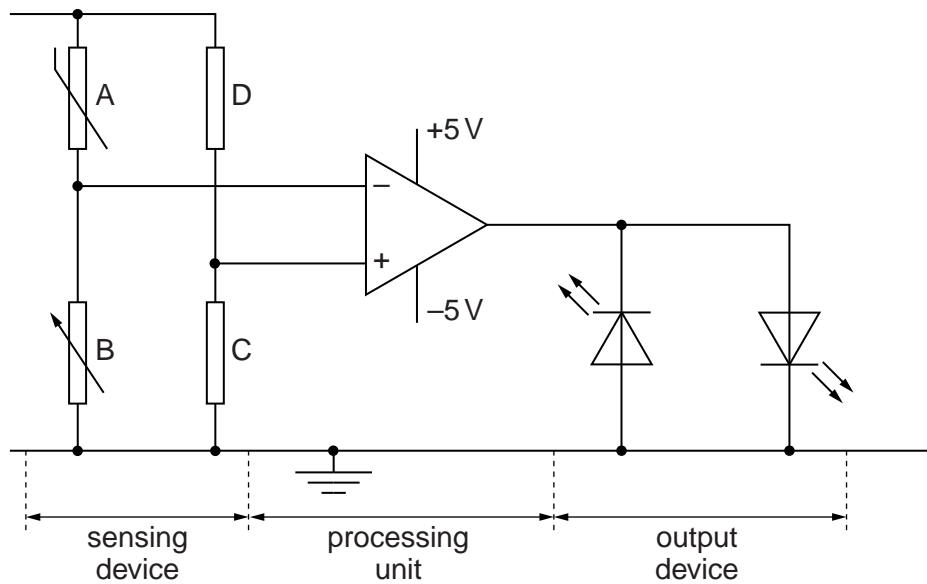 A
D
+5 V
–
+
–5 V
B
C
sensing
device
processing
unit
output
device